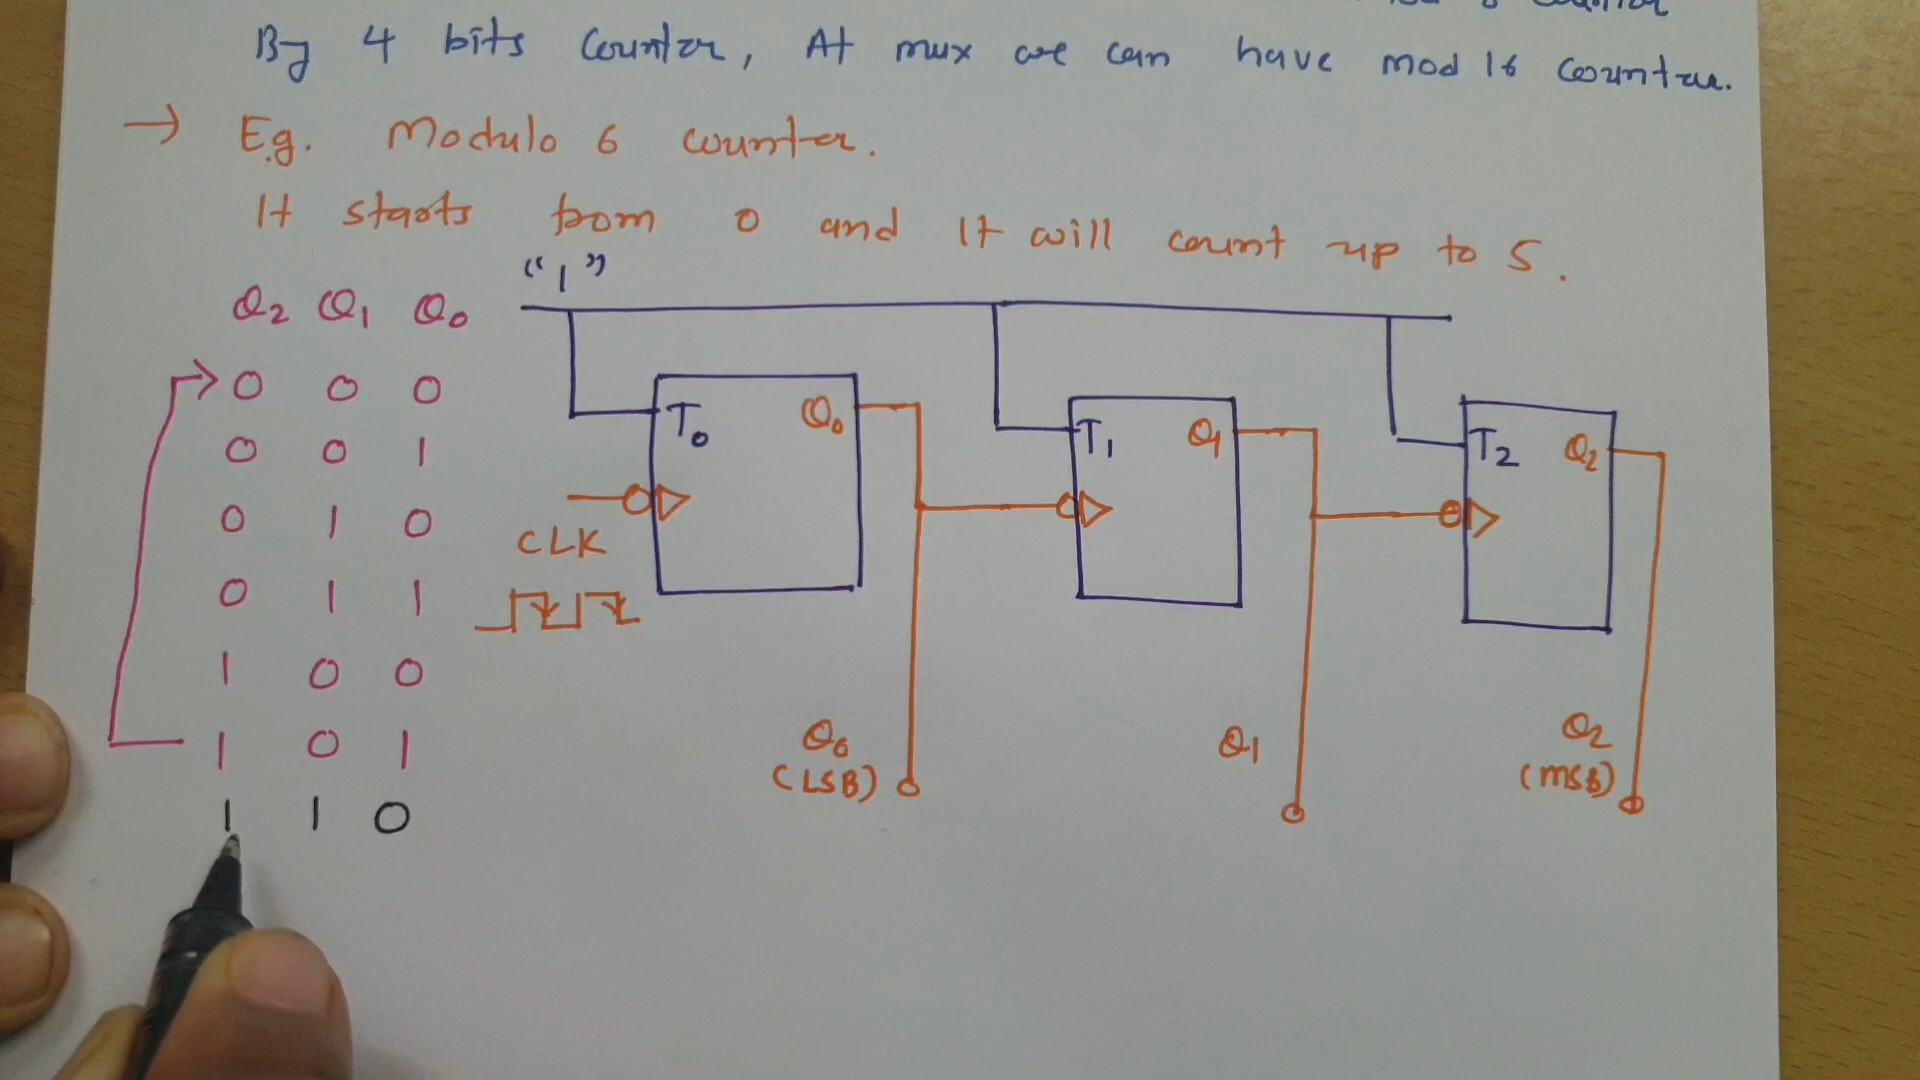 By 4 bits Counter, At max we can have mod 16 counter.
→ E.g. Modulo 6 counter.
It starts from 0 and It will count up to 5.
"1"
Q2 Q1 Q0
0 0 0
0 0 1
0 1 0
0 1 1
1 0 0
1 0 1
1 1 0
T0 Q0
T1 Q1
T2 Q2
CLK
Q0
(LSB)
Q1
Q2
(MSB)